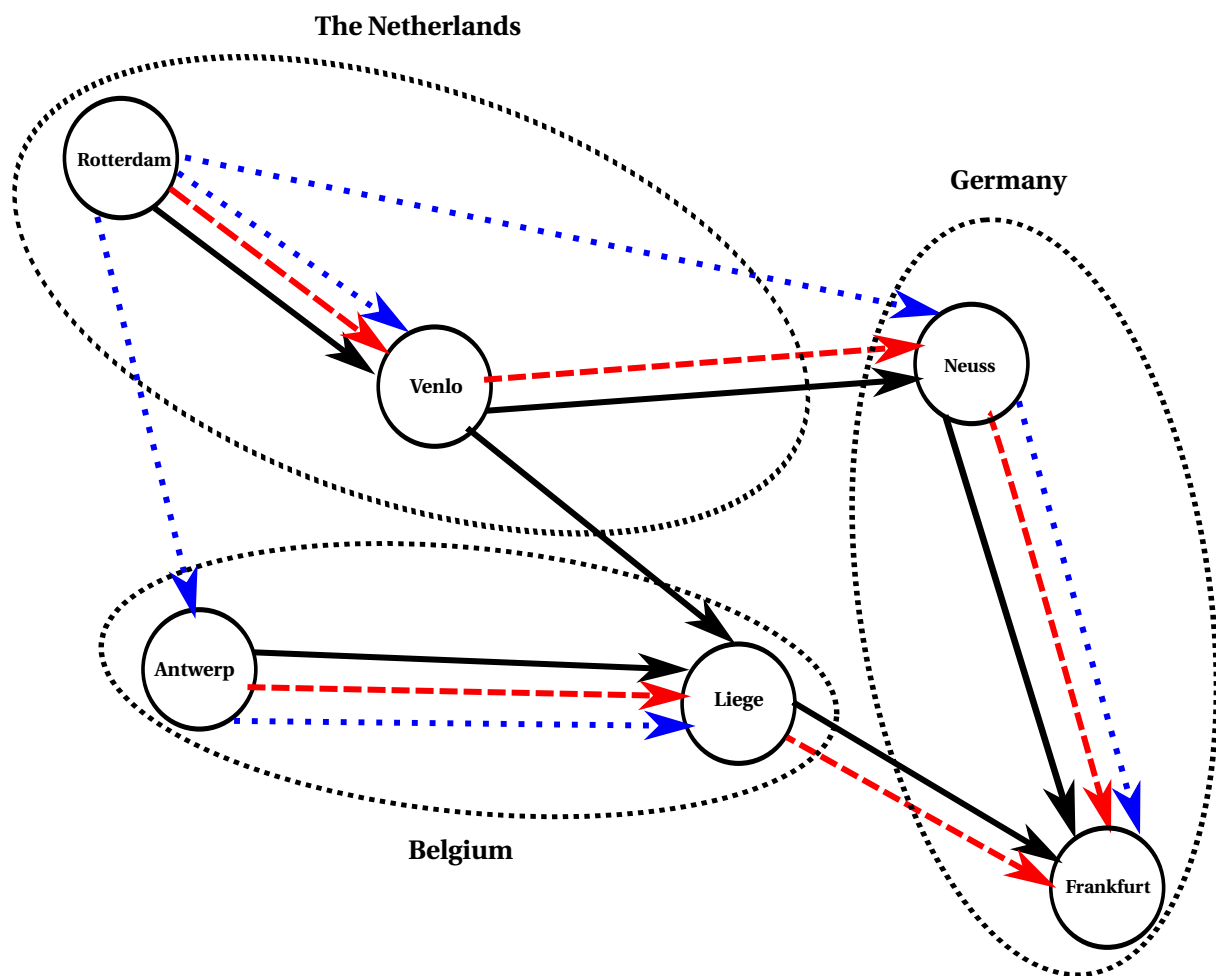 The Netherlands
Rotterdam
Germany
Venlo
Neuss
Antwerp
Liege
Belgium
Frankfurt